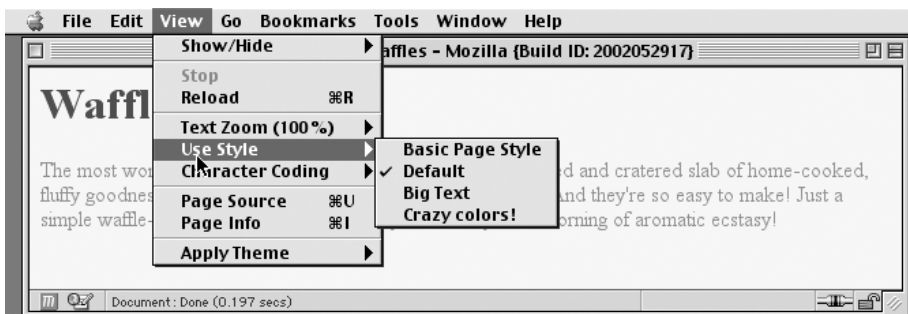 File Edit View Go Bookmarks Tools Window Help
affles - Mozilla {Build ID: 2002052917}
Show/Hide
Stop
Reload ⌘R
Text Zoom (100%)
Use Style
Character Coding
Page Source ⌘U
Page Info ⌘I
Apply Theme
Basic Page Style
✓ Default
Big Text
Crazy colors!
Waffl
The most wor ed and cratered slab of home-cooked,
fluffy goodnes And they're so easy to make! Just a
simple waffle- orning of aromatic ecstasy!
Document: Done (0.197 secs)